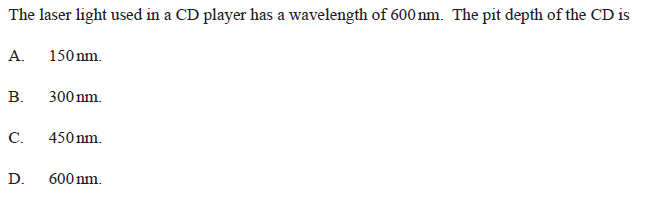 The laser light used in a CD player has a wavelength of 600 nm. The pit depth of the CD is
A. 150 nm.
B. 300 nm.
C. 450 nm.
D. 600 nm.